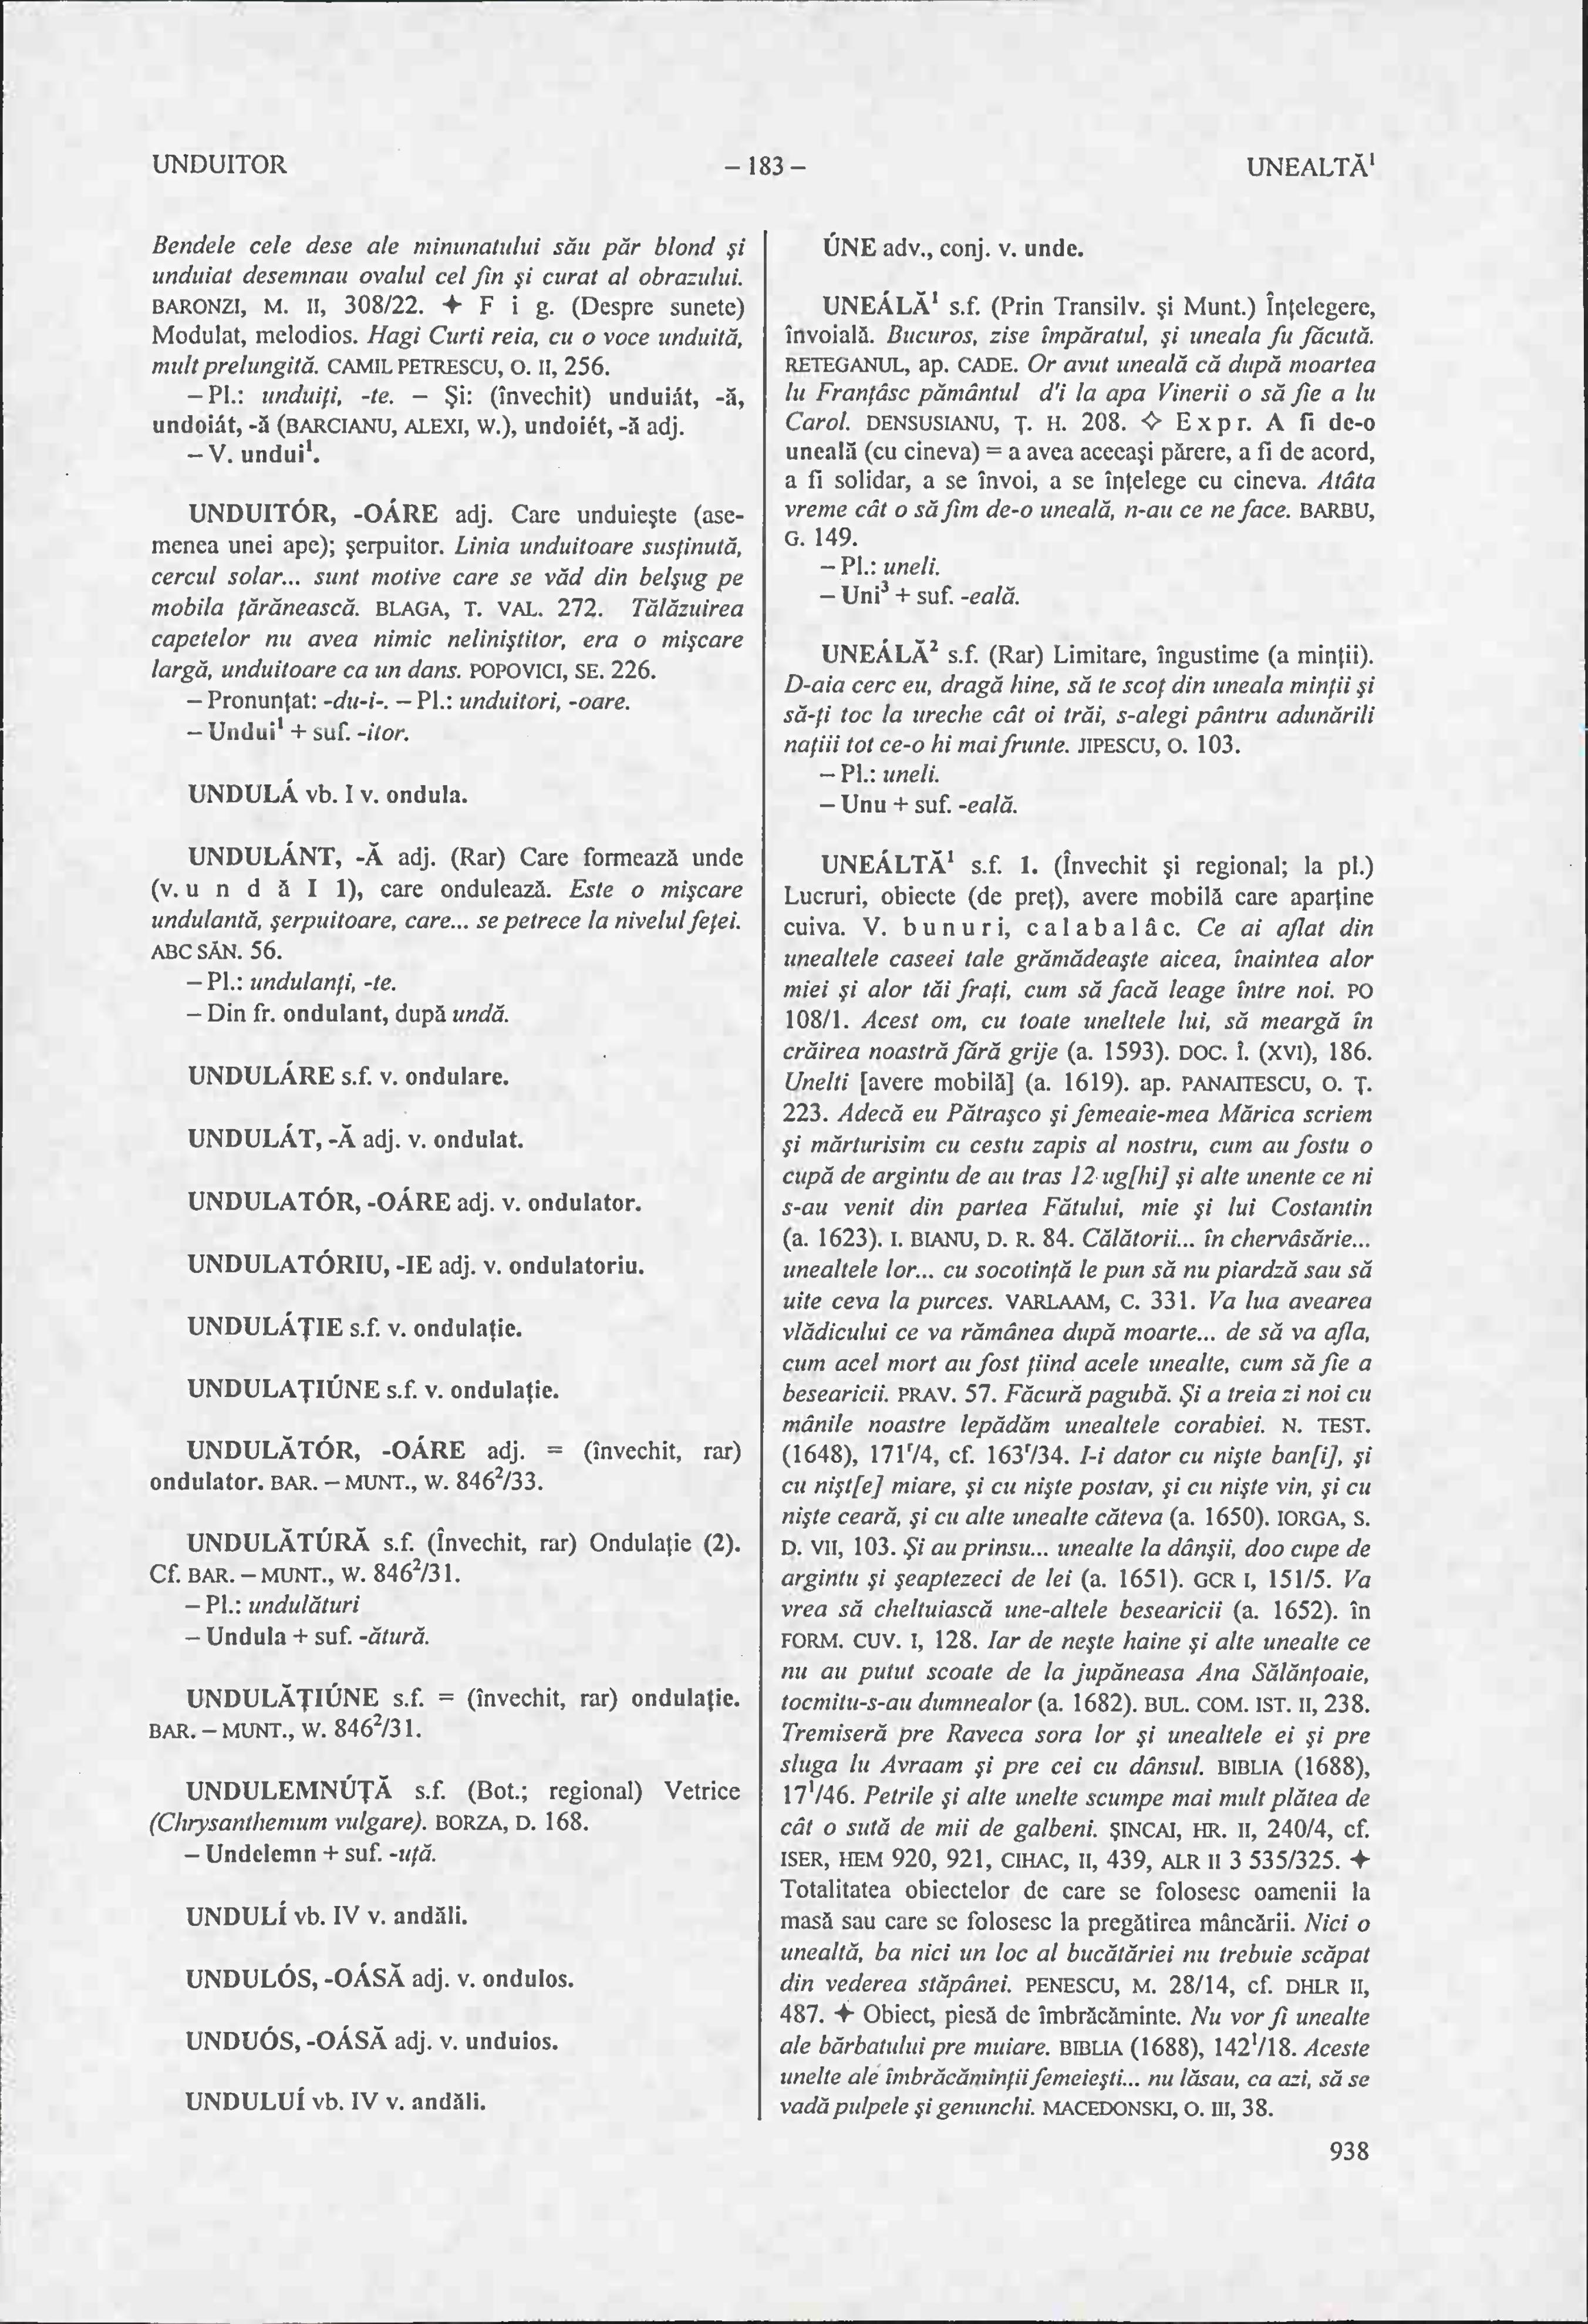 UNDUITOR
– 183 –
UNEALTĂ¹
Bendele cele dese ale minunatului său păr blond şi
unduiat desemnau ovalul cel fin şi curat al obrazului.
BARONZI, M. II, 308/22. ✦ F i g. (Despre sunete)
Modulat, melodios. Hagi Curti reia, cu o voce unduită,
mult prelungită. CAMIL PETRESCU, O. II, 256.
– Pl.: unduiţi, -te. – Şi: (învechit) unduiát, -ă,
undoiát, -ă (BARCIANU, ALEXI, W.), undoiét, -ă adj.
– V. undui¹.
UNDUITÓR, -OÁRE adj. Care unduieşte (ase-
menea unei ape); şerpuitor. Linia unduitoare susţinută,
cercul solar... sunt motive care se văd din belşug pe
mobila ţărănească. BLAGA, T. VAL. 272. Tălăzuirea
capetelor nu avea nimic neliniştitor, era o mişcare
largă, unduitoare ca un dans. POPOVICI, SE. 226.
– Pronunţat: -du-i-. – Pl.: unduitori, -oare.
– Undui¹ + suf. -itor.
UNDULÁ vb. I v. ondula.
UNDULÁNT, -Ă adj. (Rar) Care formează unde
(v. u n d ă I 1), care ondulează. Este o mişcare
undulantă, şerpuitoare, care... se petrece la nivelul feţei.
ABC SĂN. 56.
– Pl.: undulanţi, -te.
– Din fr. ondulant, după undă.
UNDULÁRE s.f. v. ondulare.
UNDULÁT, -Ă adj. v. ondulat.
UNDULATÓR, -OÁRE adj. v. ondulator.
UNDULATÓRIU, -IE adj. v. ondulatoriu.
UNDULÁŢIE s.f. v. ondulaţie.
UNDULAŢIÚNE s.f. v. ondulaţie.
UNDULĂTÓR, -OÁRE adj. = (învechit, rar)
ondulator. BAR. – MUNT., W. 846²/33.
UNDULĂTÚRĂ s.f. (Învechit, rar) Ondulaţie (2).
Cf. BAR. – MUNT., W. 846²/31.
– Pl.: undulături
– Undula + suf. -ătură.
UNDULĂŢIÚNE s.f. = (învechit, rar) ondulaţie.
BAR. – MUNT., W. 846²/31.
UNDULEMNÚŢĂ s.f. (Bot.; regional) Vetrice
(Chrysanthemum vulgare). BORZA, D. 168.
– Undelemn + suf. -uţă.
UNDULÍ vb. IV v. andăli.
UNDULÓS, -OÁSĂ adj. v. ondulos.
UNDUÓS, -OÁSĂ adj. v. unduios.
UNDULUÍ vb. IV v. andăli.
ÚNE adv., conj. v. unde.
UNEÁLĂ¹ s.f. (Prin Transilv. şi Munt.) Înţelegere,
învoială. Bucuros, zise împăratul, şi uneala fu făcută.
RETEGANUL, ap. CADE. Or avut uneală că după moartea
lu Franţâsc pământul d'i la apa Vinerii o să fie a lu
Carol. DENSUSIANU, Ţ. H. 208. ◇ E x p r. A fi de-o
uneală (cu cineva) = a avea aceeaşi părere, a fi de acord,
a fi solidar, a se învoi, a se înţelege cu cineva. Atâta
vreme cât o să fim de-o uneală, n-au ce ne face. BARBU,
G. 149.
– Pl.: uneli.
– Uni³ + suf. -eală.
UNEÁLĂ² s.f. (Rar) Limitare, îngustime (a minţii).
D-aia cerc eu, dragă hine, să te scoţ din uneala minţii şi
să-ţi toc la ureche cât oi trăi, s-alegi pântru adunărili
naţiii tot ce-o hi mai frunte. JIPESCU, O. 103.
– Pl.: uneli.
– Unu + suf. -eală.
UNEÁLTĂ¹ s.f. 1. (Învechit şi regional; la pl.)
Lucruri, obiecte (de preţ), avere mobilă care aparţine
cuiva. V. b u n u r i, c a l a b a l â c. Ce ai aflat din
unealtele caseei tale grămădeaşte aicea, înaintea alor
miei şi alor tăi fraţi, cum să facă leage între noi. PO
108/1. Acest om, cu toate uneltele lui, să meargă în
crăirea noastră fără grije (a. 1593). DOC. Î. (XVI), 186.
Unelti [avere mobilă] (a. 1619). ap. PANAITESCU, O. Ţ.
223. Adecă eu Pătraşco şi femeaie-mea Mărica scriem
şi mărturisim cu cestu zapis al nostru, cum au fostu o
cupă de argintu de au tras 12 ug[hi] şi alte unente ce ni
s-au venit din partea Fătului, mie şi lui Costantin
(a. 1623). I. BIANU, D. R. 84. Călătorii... în chervâsărie...
unealtele lor... cu socotinţă le pun să nu piardză sau să
uite ceva la purces. VARLAAM, C. 331. Va lua avearea
vlădicului ce va rămânea după moarte... de să va afla,
cum acel mort au fost ţiind acele unealte, cum să fie a
besearicii. PRAV. 57. Făcură pagubă. Şi a treia zi noi cu
mânile noastre lepădăm unealtele corabiei. N. TEST.
(1648), 171ʳ/4, cf. 163ʳ/34. I-i dator cu nişte ban[i], şi
cu nişt[e] miare, şi cu nişte postav, şi cu nişte vin, şi cu
nişte ceară, şi cu alte unealte căteva (a. 1650). IORGA, S.
D. VII, 103. Şi au prinsu... unealte la dânşii, doo cupe de
argintu şi şeaptezeci de lei (a. 1651). GCR I, 151/5. Va
vrea să cheltuiască une-altele besearicii (a. 1652). în
FORM. CUV. I, 128. Iar de neşte haine şi alte unealte ce
nu au putut scoate de la jupăneasa Ana Sălănţoaie,
tocmitu-s-au dumnealor (a. 1682). BUL. COM. IST. II, 238.
Tremiseră pre Raveca sora lor şi unealtele ei şi pre
sluga lu Avraam şi pre cei cu dânsul. BIBLIA (1688),
17¹/46. Petrile şi alte unelte scumpe mai mult plătea de
cât o sută de mii de galbeni. ŞINCAI, HR. II, 240/4, cf.
ISER, HEM 920, 921, CIHAC, II, 439, ALR II 3 535/325. ✦
Totalitatea obiectelor de care se folosesc oamenii la
masă sau care se folosesc la pregătirea mâncării. Nici o
unealtă, ba nici un loc al bucătăriei nu trebuie scăpat
din vederea stăpânei. PENESCU, M. 28/14, cf. DHLR II,
487. ✦ Obiect, piesă de îmbrăcăminte. Nu vor fi unealte
ale bărbatului pre muiare. BIBLIA (1688), 142¹/18. Aceste
unelte ale îmbrăcăminţii femeieşti... nu lăsau, ca azi, să se
vadă pulpele şi genunchi. MACEDONSKI, O. III, 38.
938